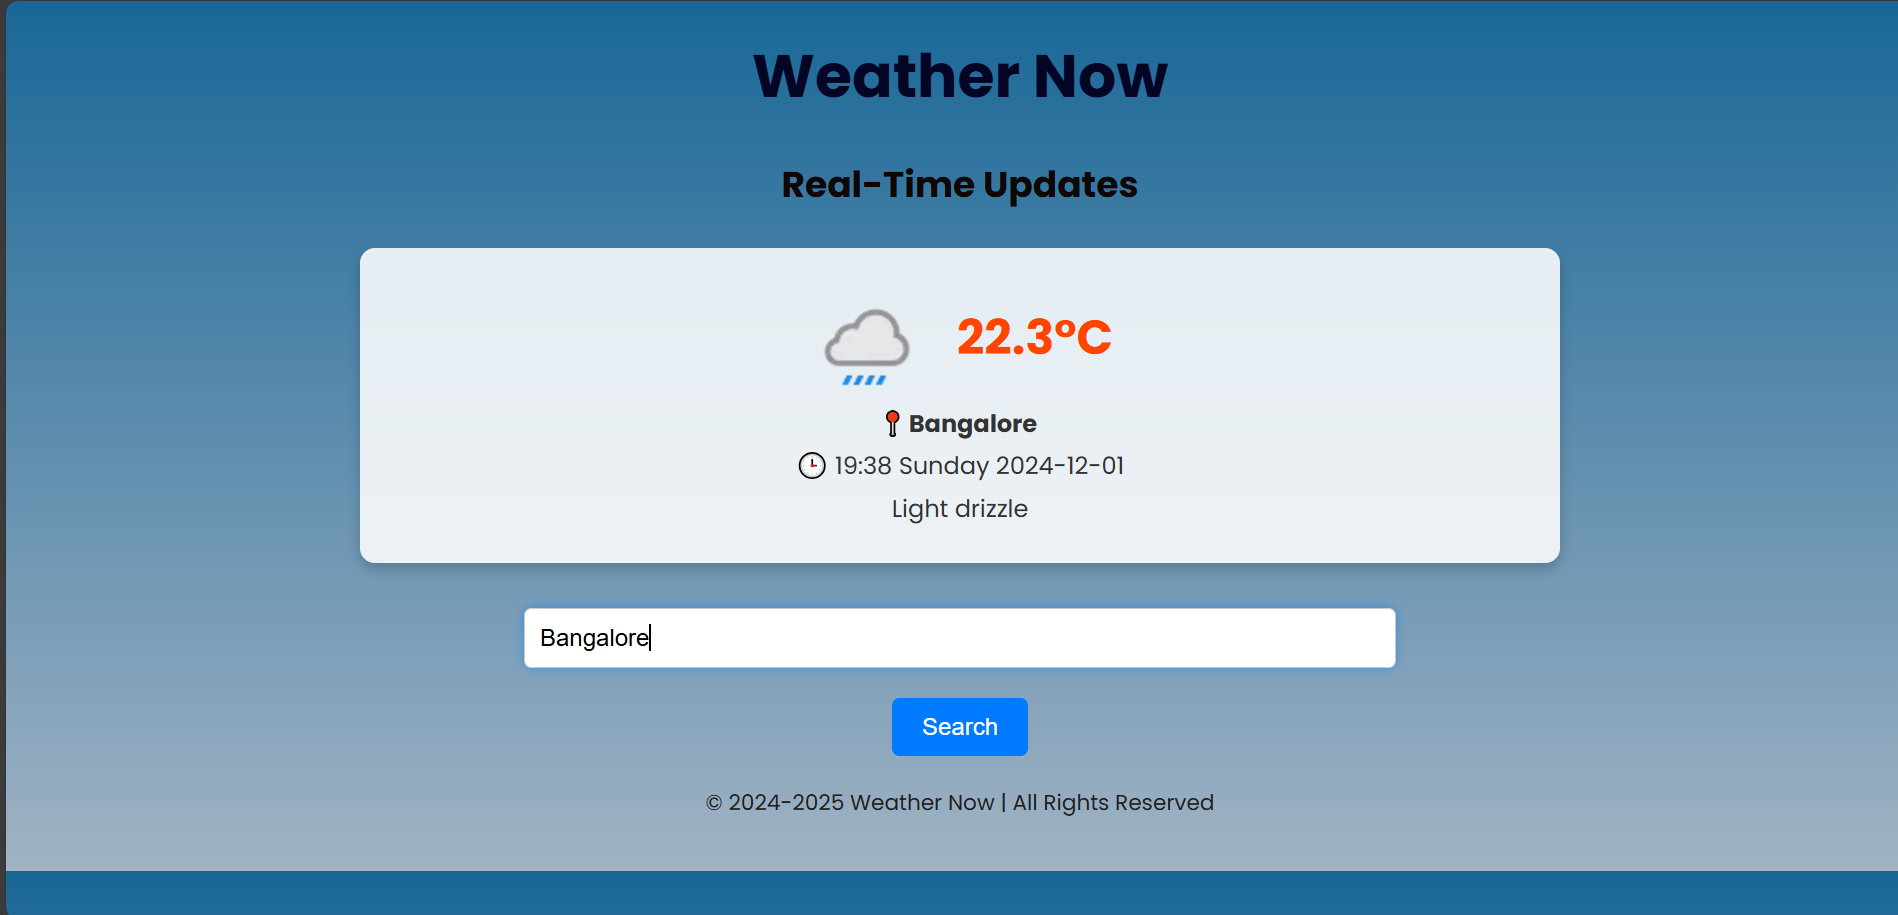 Weather Now
Real-Time Updates
22.3°C
Bangalore
19:38 Sunday 2024-12-01
Light drizzle
Bangalore
Search
© 2024-2025 Weather Now | All Rights Reserved